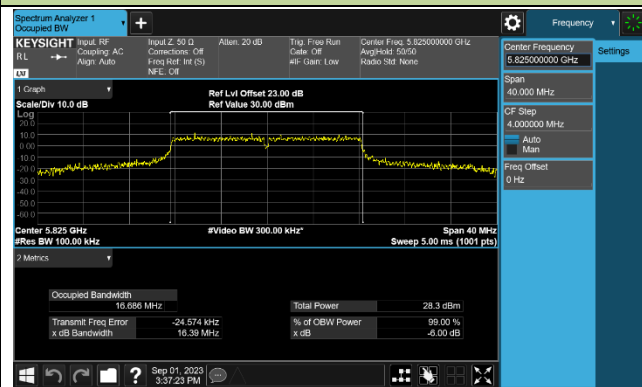 Spectrum Analyzer 1
Occupied BW
+
Frequency
KEYSIGHT
RL
LXI
Input: RF
Coupling: AC
Align: Auto
Input Z: 50 Ω
Corrections: Off
Freq Ref: Int (S)
NFE: Off
Atten: 20 dB
Trig: Free Run
Gate: Off
#IF Gain: Low
Center Freq: 5.825000000 GHz
Avg|Hold: 50/50
Radio Std: None
Center Frequency
5.825000000 GHz
Settings
Span
40.000 MHz
CF Step
4.000000 MHz
Auto
Man
Freq Offset
0 Hz
1 Graph
Scale/Div 10.0 dB
Ref Lvl Offset 23.00 dB
Ref Value 30.00 dBm
Log
20.0
10.0
0.00
-10.0
-20.0
-30.0
-40.0
-50.0
-60.0
Center 5.825 GHz
#Video BW 300.00 kHz*
Span 40 MHz
#Res BW 100.00 kHz
Sweep 5.00 ms (1001 pts)
2 Metrics
Occupied Bandwidth
16.686 MHz
Total Power 28.3 dBm
Transmit Freq Error -24.574 kHz
% of OBW Power 99.00 %
x dB Bandwidth 16.39 MHz
x dB -6.00 dB
?
Sep 01, 2023
3:37:23 PM